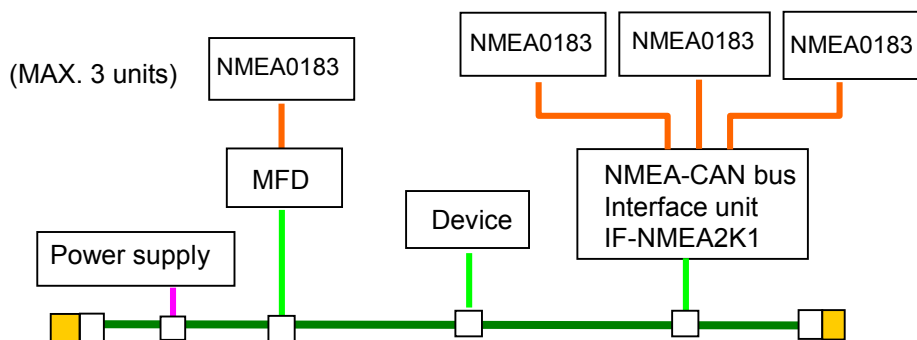 NMEA0183
NMEA0183
NMEA0183
(MAX. 3 units)
NMEA0183
MFD
NMEA-CAN bus
Interface unit
IF-NMEA2K1
Device
Power supply